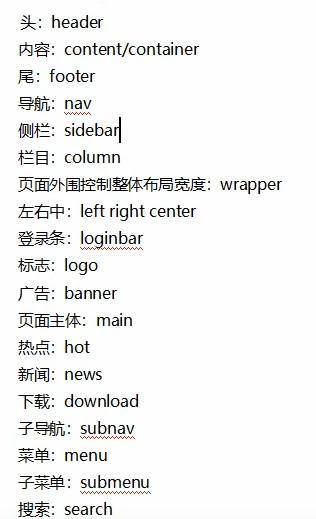 头：header
内容：content/container
尾：footer
导航：nav
侧栏：sidebar
栏目：column
页面外围控制整体布局宽度：wrapper
左右中：left right center
登录条：loginbar
标志：logo
广告：banner
页面主体：main
热点：hot
新闻：news
下载：download
子导航：subnav
菜单：menu
子菜单：submenu
搜索：search